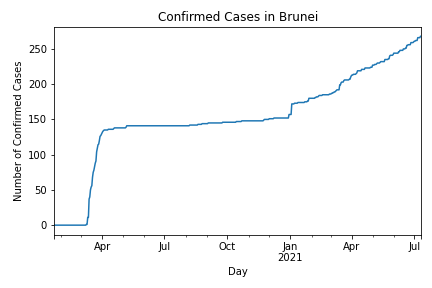 Confirmed Cases in Brunei
Number of Confirmed Cases
250
200
150
100
50
0
Apr
Jul
Oct
Jan
2021
Apr
Jul
Day